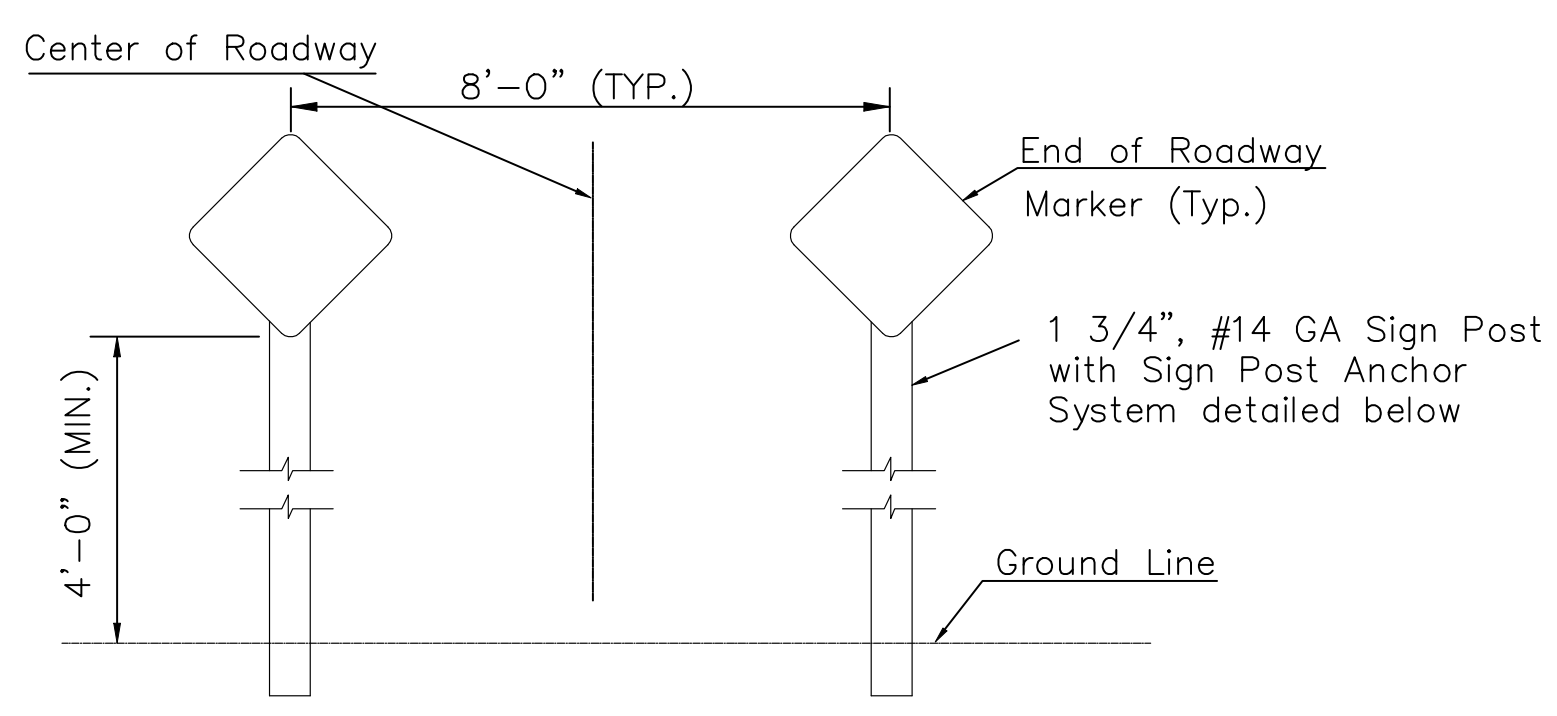 Center of Roadway
8'-0" (TYP.)
End of Roadway
Marker (Typ.)
1 3/4", #14 GA Sign Post
with Sign Post Anchor
System detailed below
4'-0" (MIN.)
Ground Line